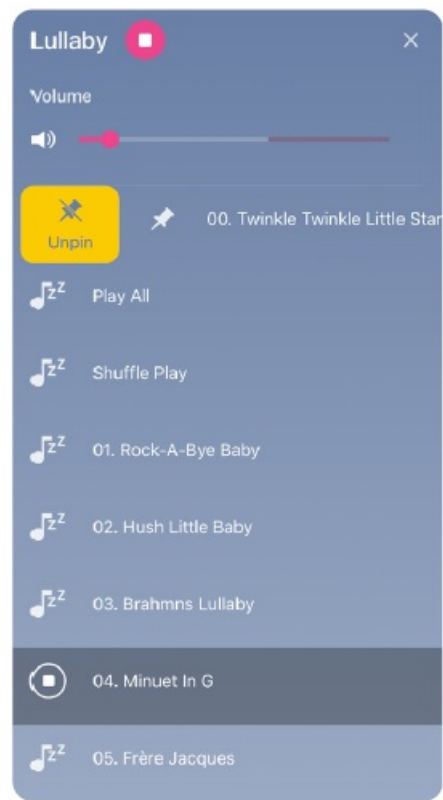 Lullaby
Volume
Unpin
00. Twinkle Twinkle Little Star
Play All
Shuffle Play
01. Rock-A-Bye Baby
02. Hush Little Baby
03. Brahmns Lullaby
04. Minuet In G
05. Frère Jacques